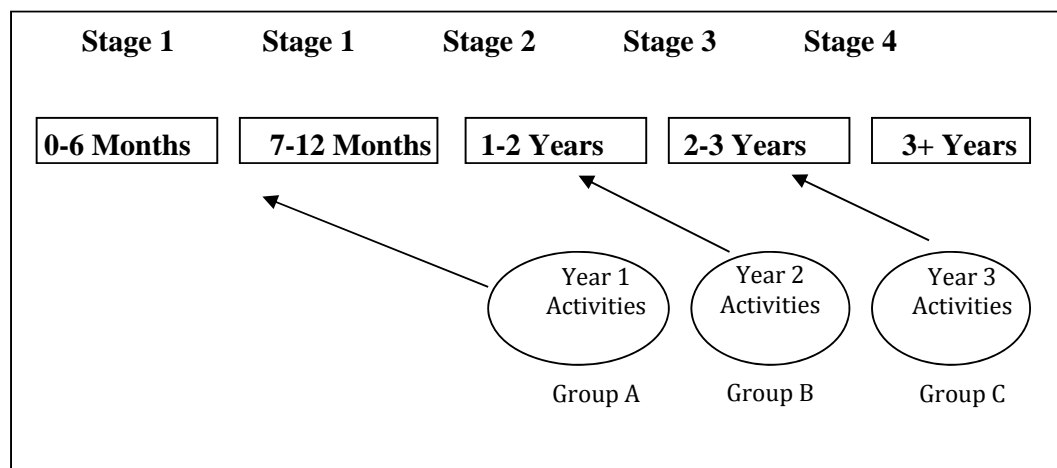 Stage 1 Stage 1 Stage 2 Stage 3 Stage 4
0-6 Months 7-12 Months 1-2 Years 2-3 Years 3+ Years
Year 1 Year 2 Year 3
Activities Activities Activities
Group A Group B Group C